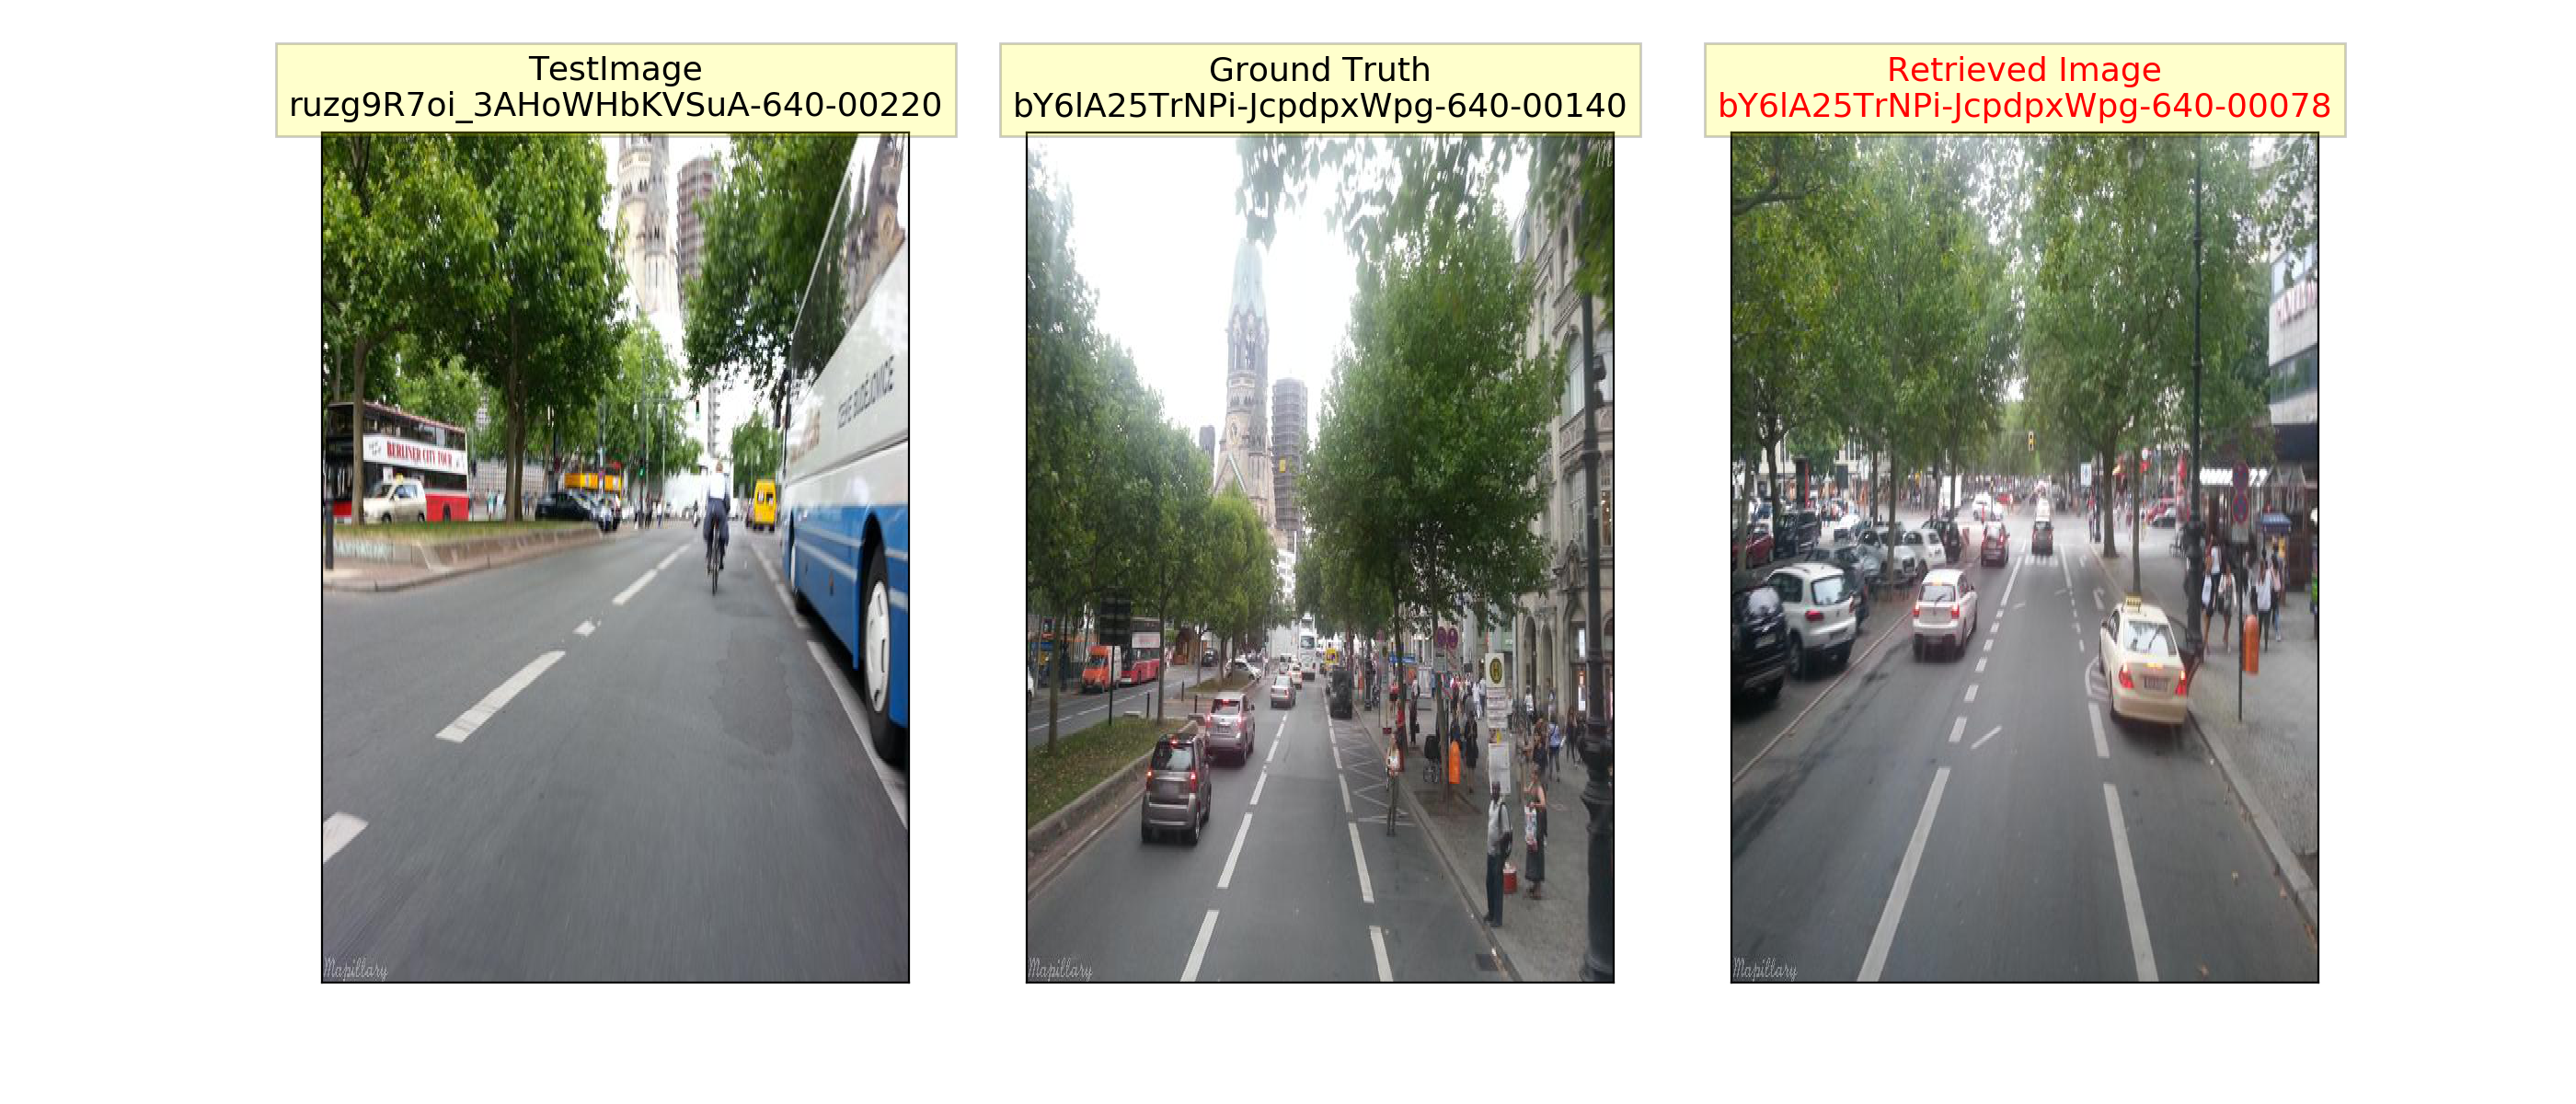 TestImage
ruzg9R7oi_3AHoWHbKVSuA-640-00220
Ground Truth
bY6lA25TrNPi-JcpdpxWpg-640-00140
Retrieved Image
bY6lA25TrNPi-JcpdpxWpg-640-00078
BERLINER CITY TOUR
Mapillary
Mapillary
Mapillary